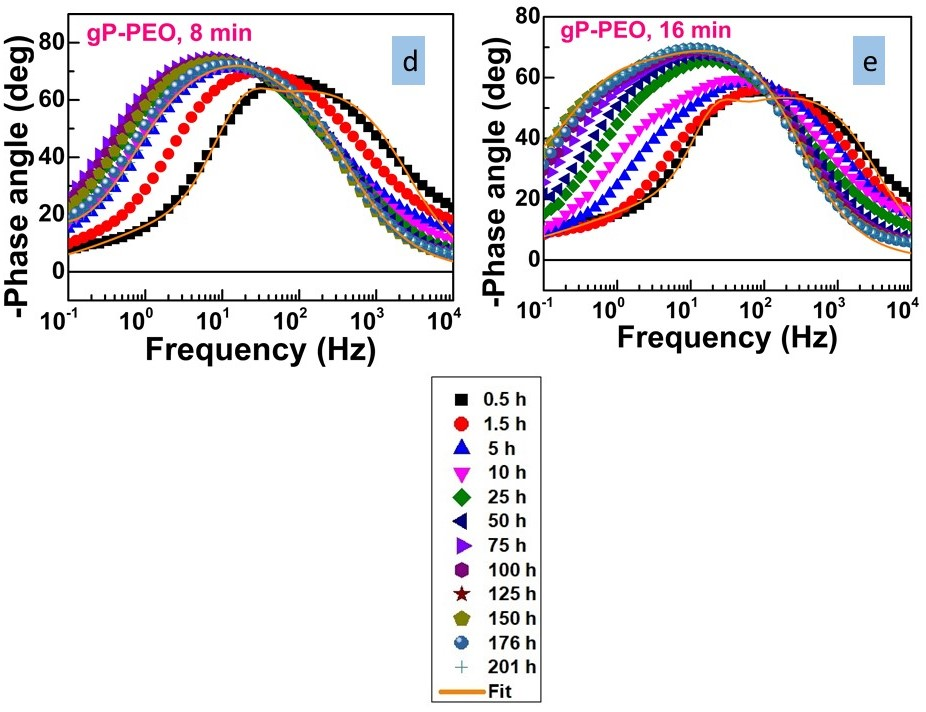 gP-PEO, 8 min
d
-Phase angle (deg)
80
60
40
20
0
10-1 100 101 102 103 104
Frequency (Hz)
gP-PEO, 16 min
e
-Phase angle (deg)
80
60
40
20
0
10-1 100 101 102 103 104
Frequency (Hz)
0.5 h
1.5 h
5 h
10 h
25 h
50 h
75 h
100 h
125 h
150 h
176 h
201 h
Fit